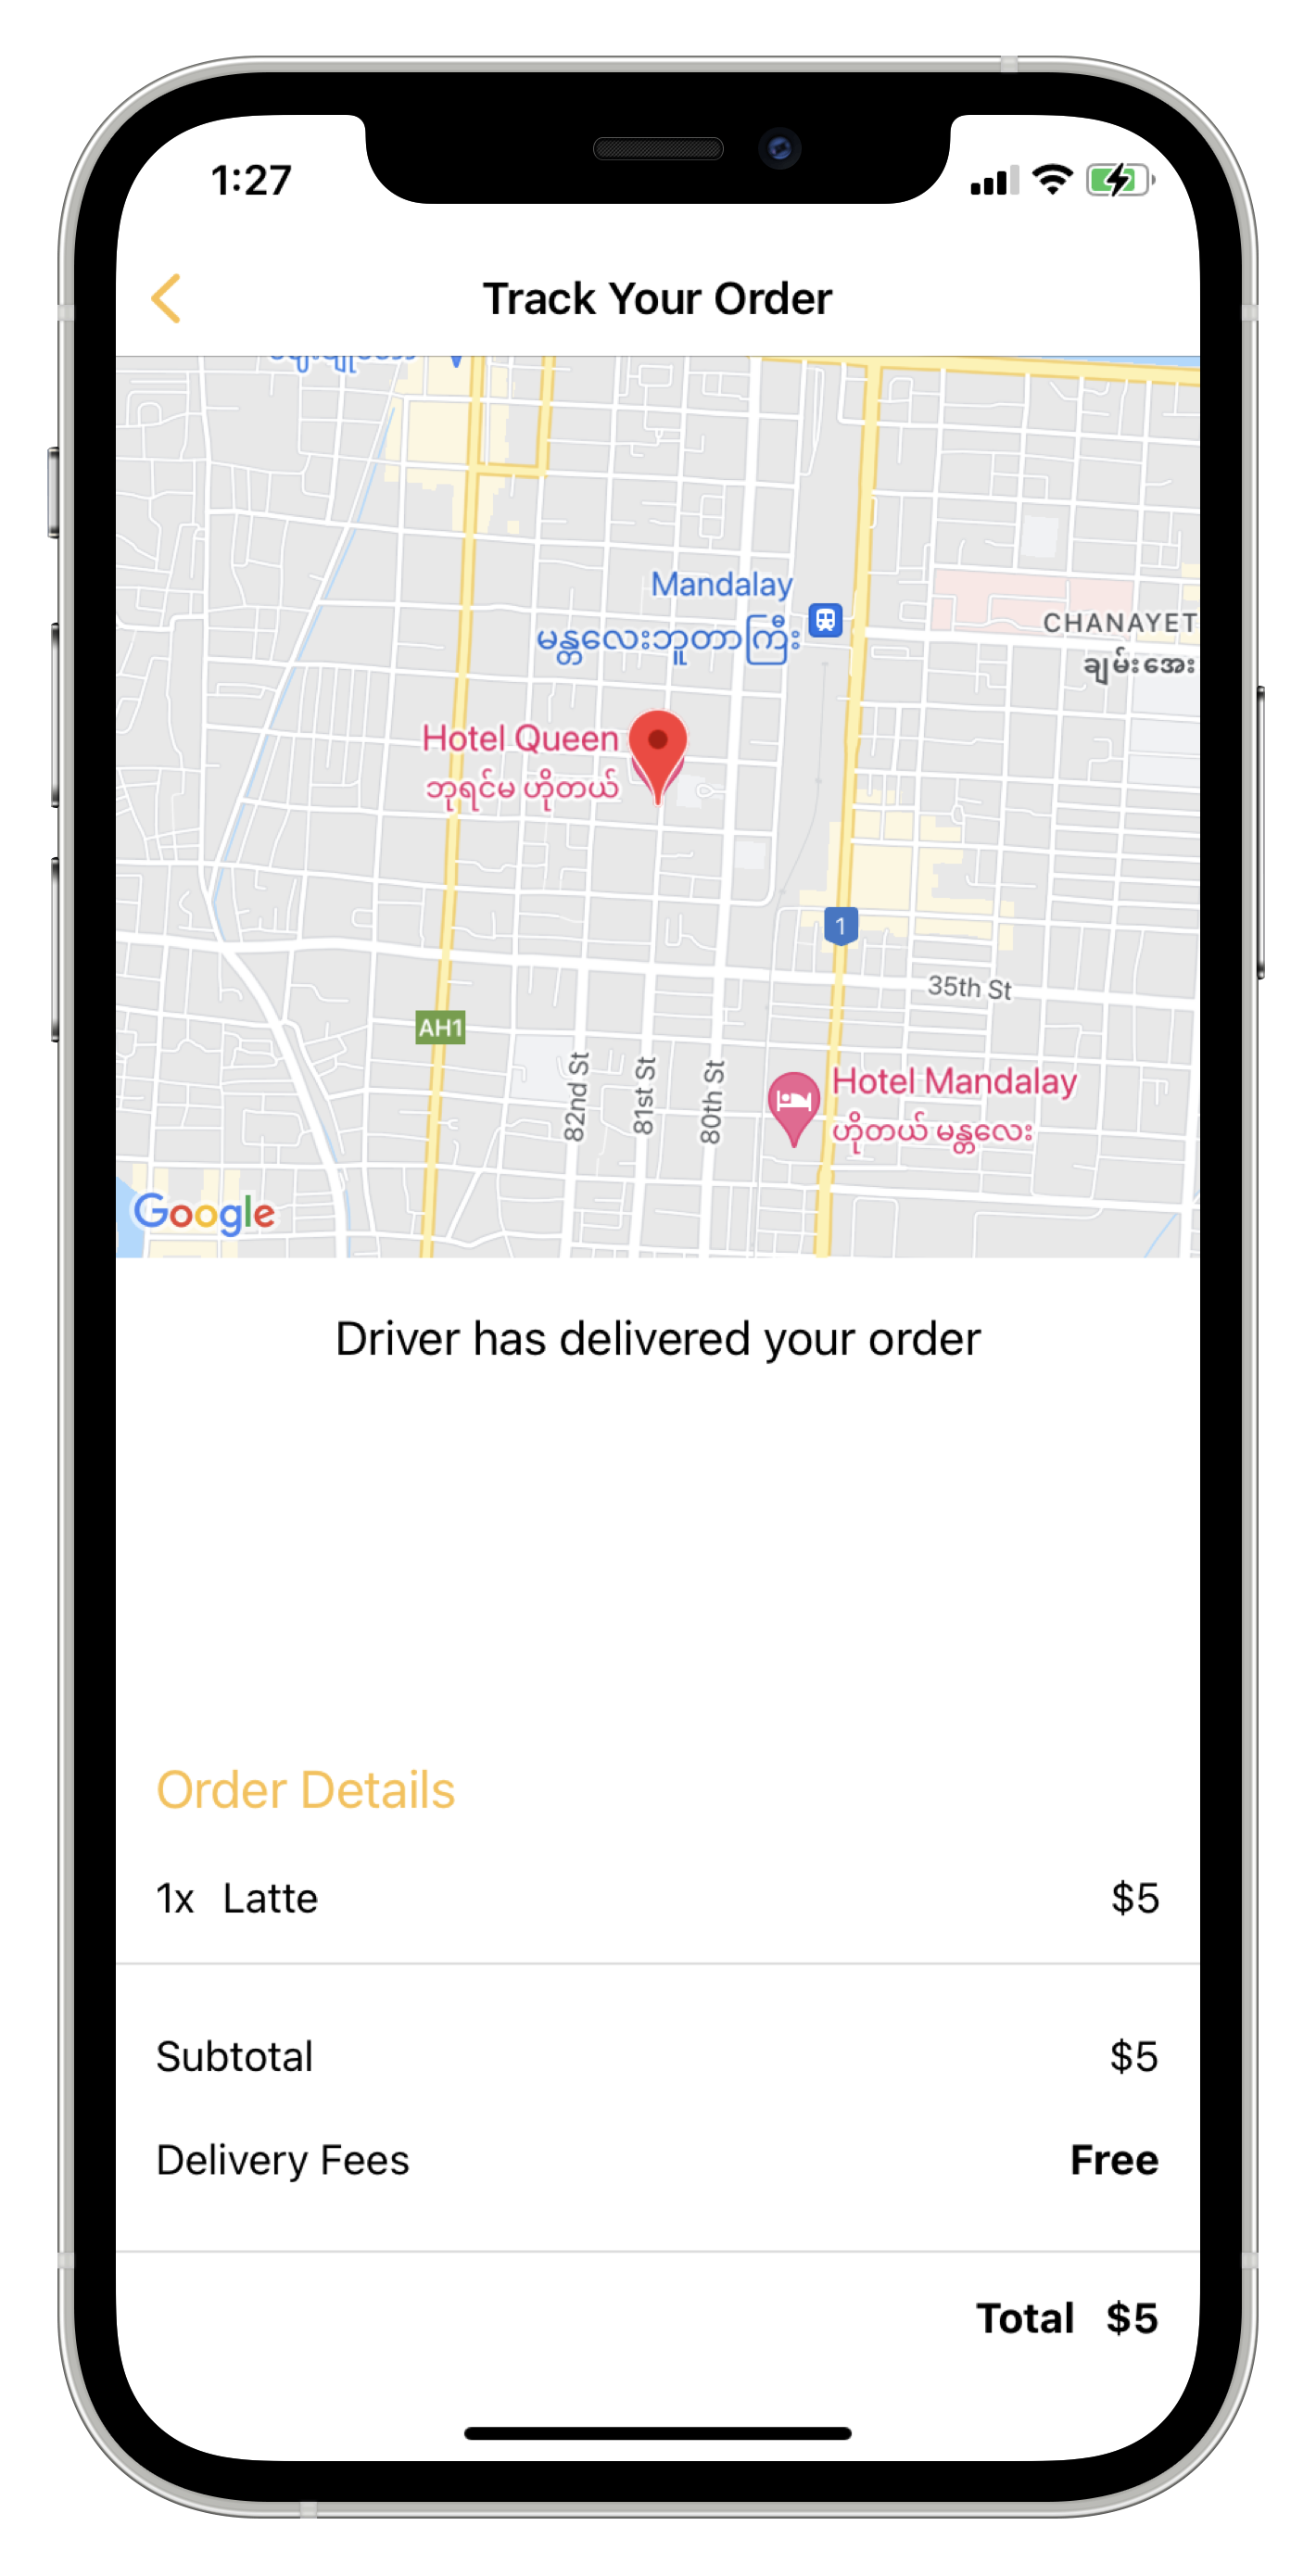 1:27
Track Your Order
Mandalay
မန္တလေးဘူတာကြီး
CHANAYET
ချမ်းအေး
Hotel Queen
ဘုရင်မ ဟိုတယ်
1
35th St
AH1
82nd St
81st St
80th St
Hotel Mandalay
ဟိုတယ် မန္တလေး
Google
Driver has delivered your order
Order Details
1x Latte $5
Subtotal $5
Delivery Fees Free
Total $5